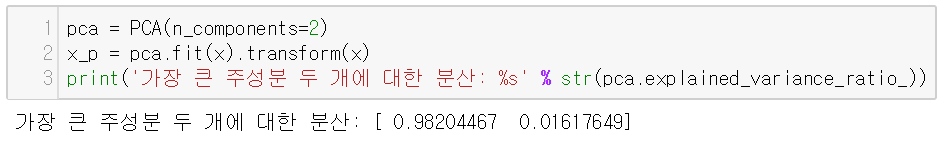 1 pca = PCA(n_components=2)
2 x_p = pca.fit(x).transform(x)
3 print('가장 큰 주성분 두 개에 대한 분산: %s' % str(pca.explained_variance_ratio_))
가장 큰 주성분 두 개에 대한 분산: [ 0.98204467  0.01617649]